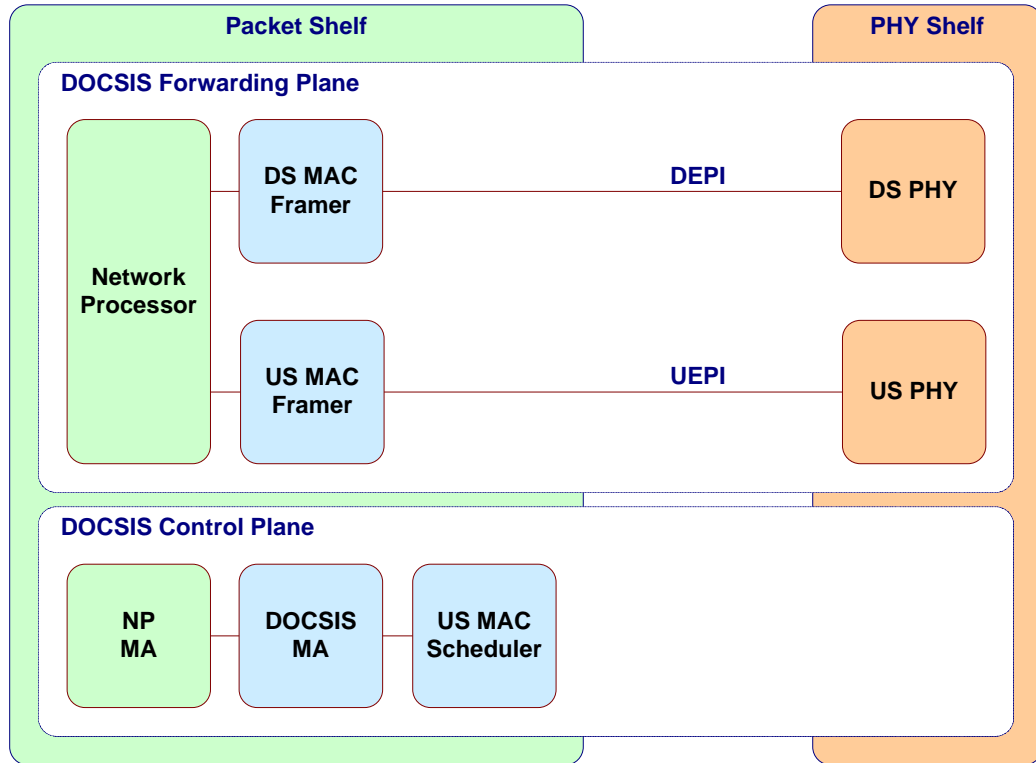 Packet Shelf
PHY Shelf
DOCSIS Forwarding Plane
Network
Processor
DS MAC
Framer
DEPI
DS PHY
US MAC
Framer
UEPI
US PHY
DOCSIS Control Plane
NP
MA
DOCSIS
MA
US MAC
Scheduler